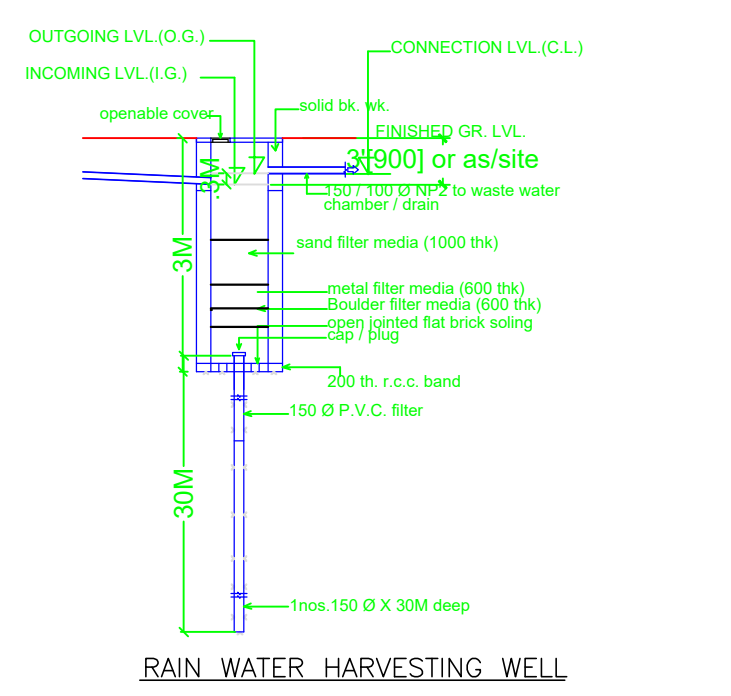 OUTGOING LVL.(O.G.)
CONNECTION LVL.(C.L.)
INCOMING LVL.(I.G.)
openable cover
solid bk. wk.
FINISHED GR. LVL.
3'[900] or as/site
150 / 100 Ø NP2 to waste water
chamber / drain
3M
sand filter media (1000 thk)
metal filter media (600 thk)
Boulder filter media (600 thk)
open jointed flat brick soling
cap / plug
200 th. r.c.c. band
150 Ø P.V.C. filter
30M
1nos.150 Ø X 30M deep
RAIN WATER HARVESTING WELL